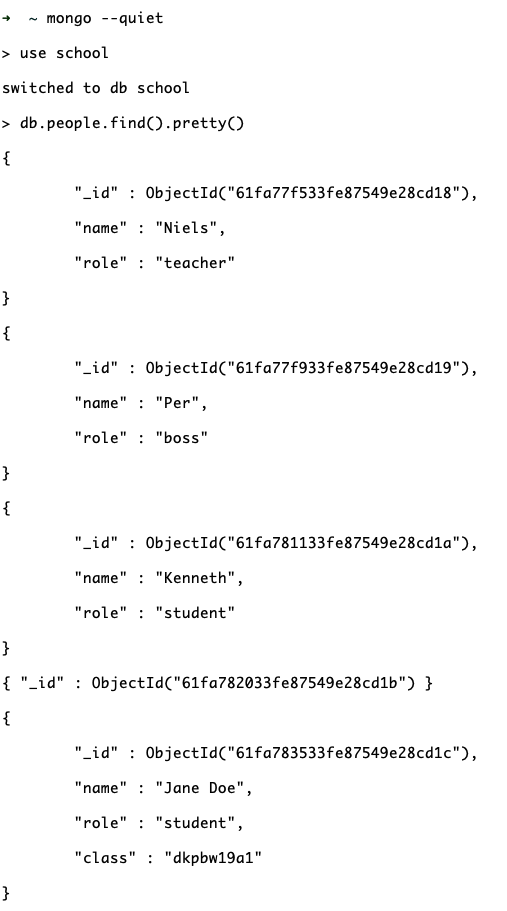 → ~ mongo --quiet
> use school
switched to db school
> db.people.find().pretty()
{
        "_id" : ObjectId("61fa77f533fe87549e28cd18"),
        "name" : "Niels",
        "role" : "teacher"
}
{
        "_id" : ObjectId("61fa77f933fe87549e28cd19"),
        "name" : "Per",
        "role" : "boss"
}
{
        "_id" : ObjectId("61fa781133fe87549e28cd1a"),
        "name" : "Kenneth",
        "role" : "student"
}
{ "_id" : ObjectId("61fa782033fe87549e28cd1b") }
{
        "_id" : ObjectId("61fa783533fe87549e28cd1c"),
        "name" : "Jane Doe",
        "role" : "student",
        "class" : "dkpbw19a1"
}